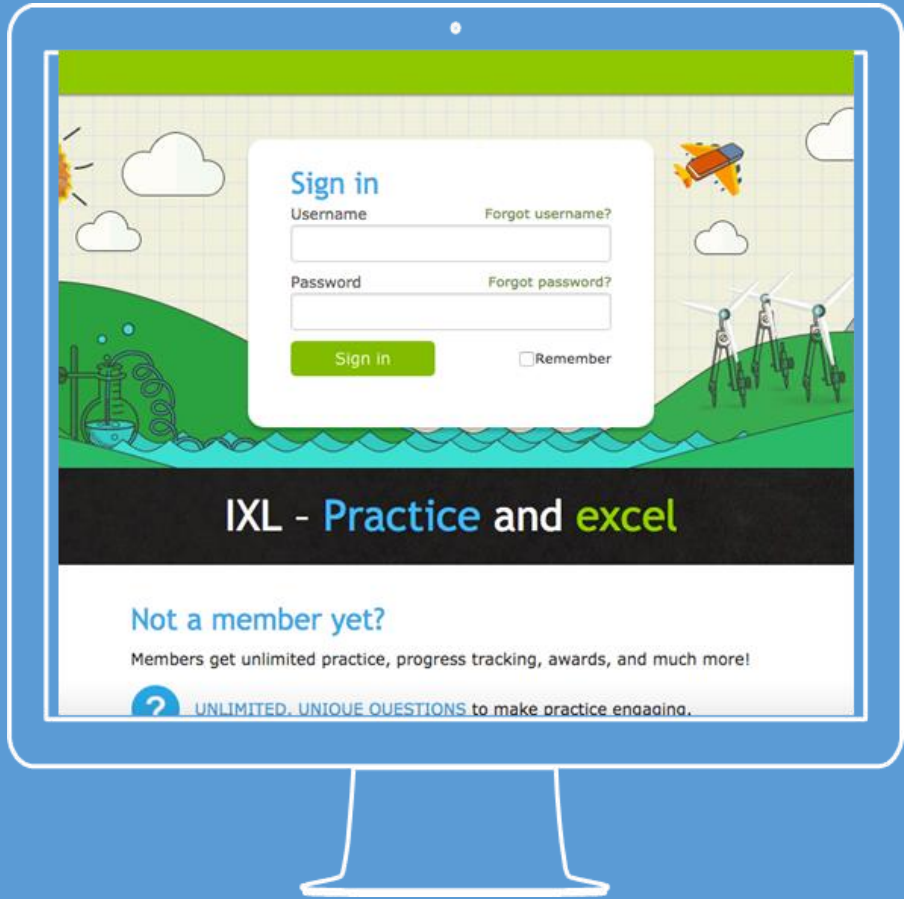 Sign in
Username Forgot username?
Password Forgot password?
Sign in Remember
IXL – Practice and excel
Not a member yet?
Members get unlimited practice, progress tracking, awards, and much more!
? UNLIMITED, UNIQUE QUESTIONS to make practice engaging.